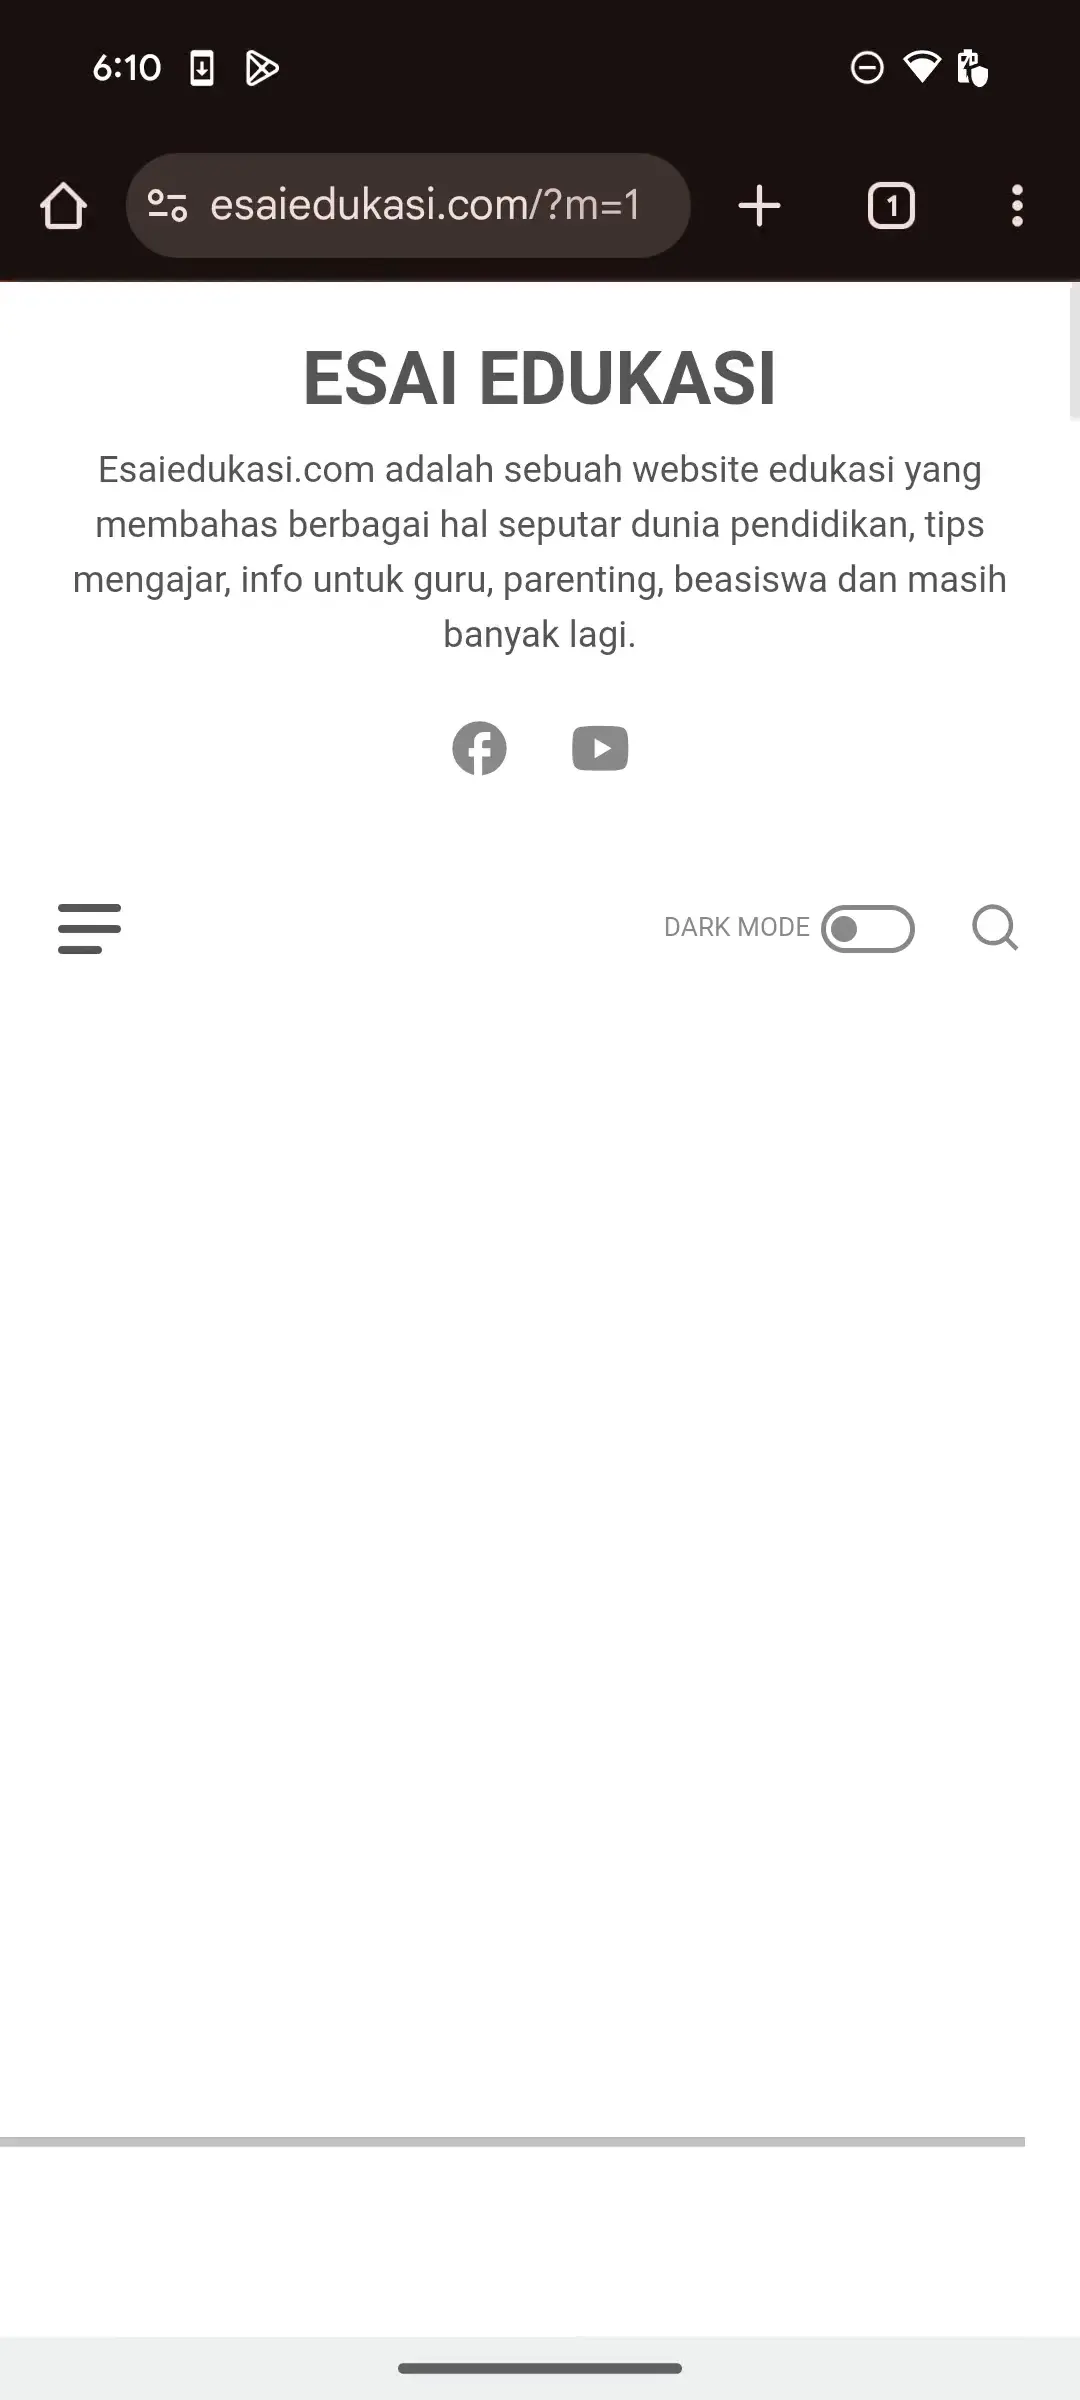 6:10
esaiedukasi.com/?m=1
1
ESAI EDUKASI
Esaiedukasi.com adalah sebuah website edukasi yang
membahas berbagai hal seputar dunia pendidikan, tips
mengajar, info untuk guru, parenting, beasiswa dan masih
banyak lagi.
DARK MODE